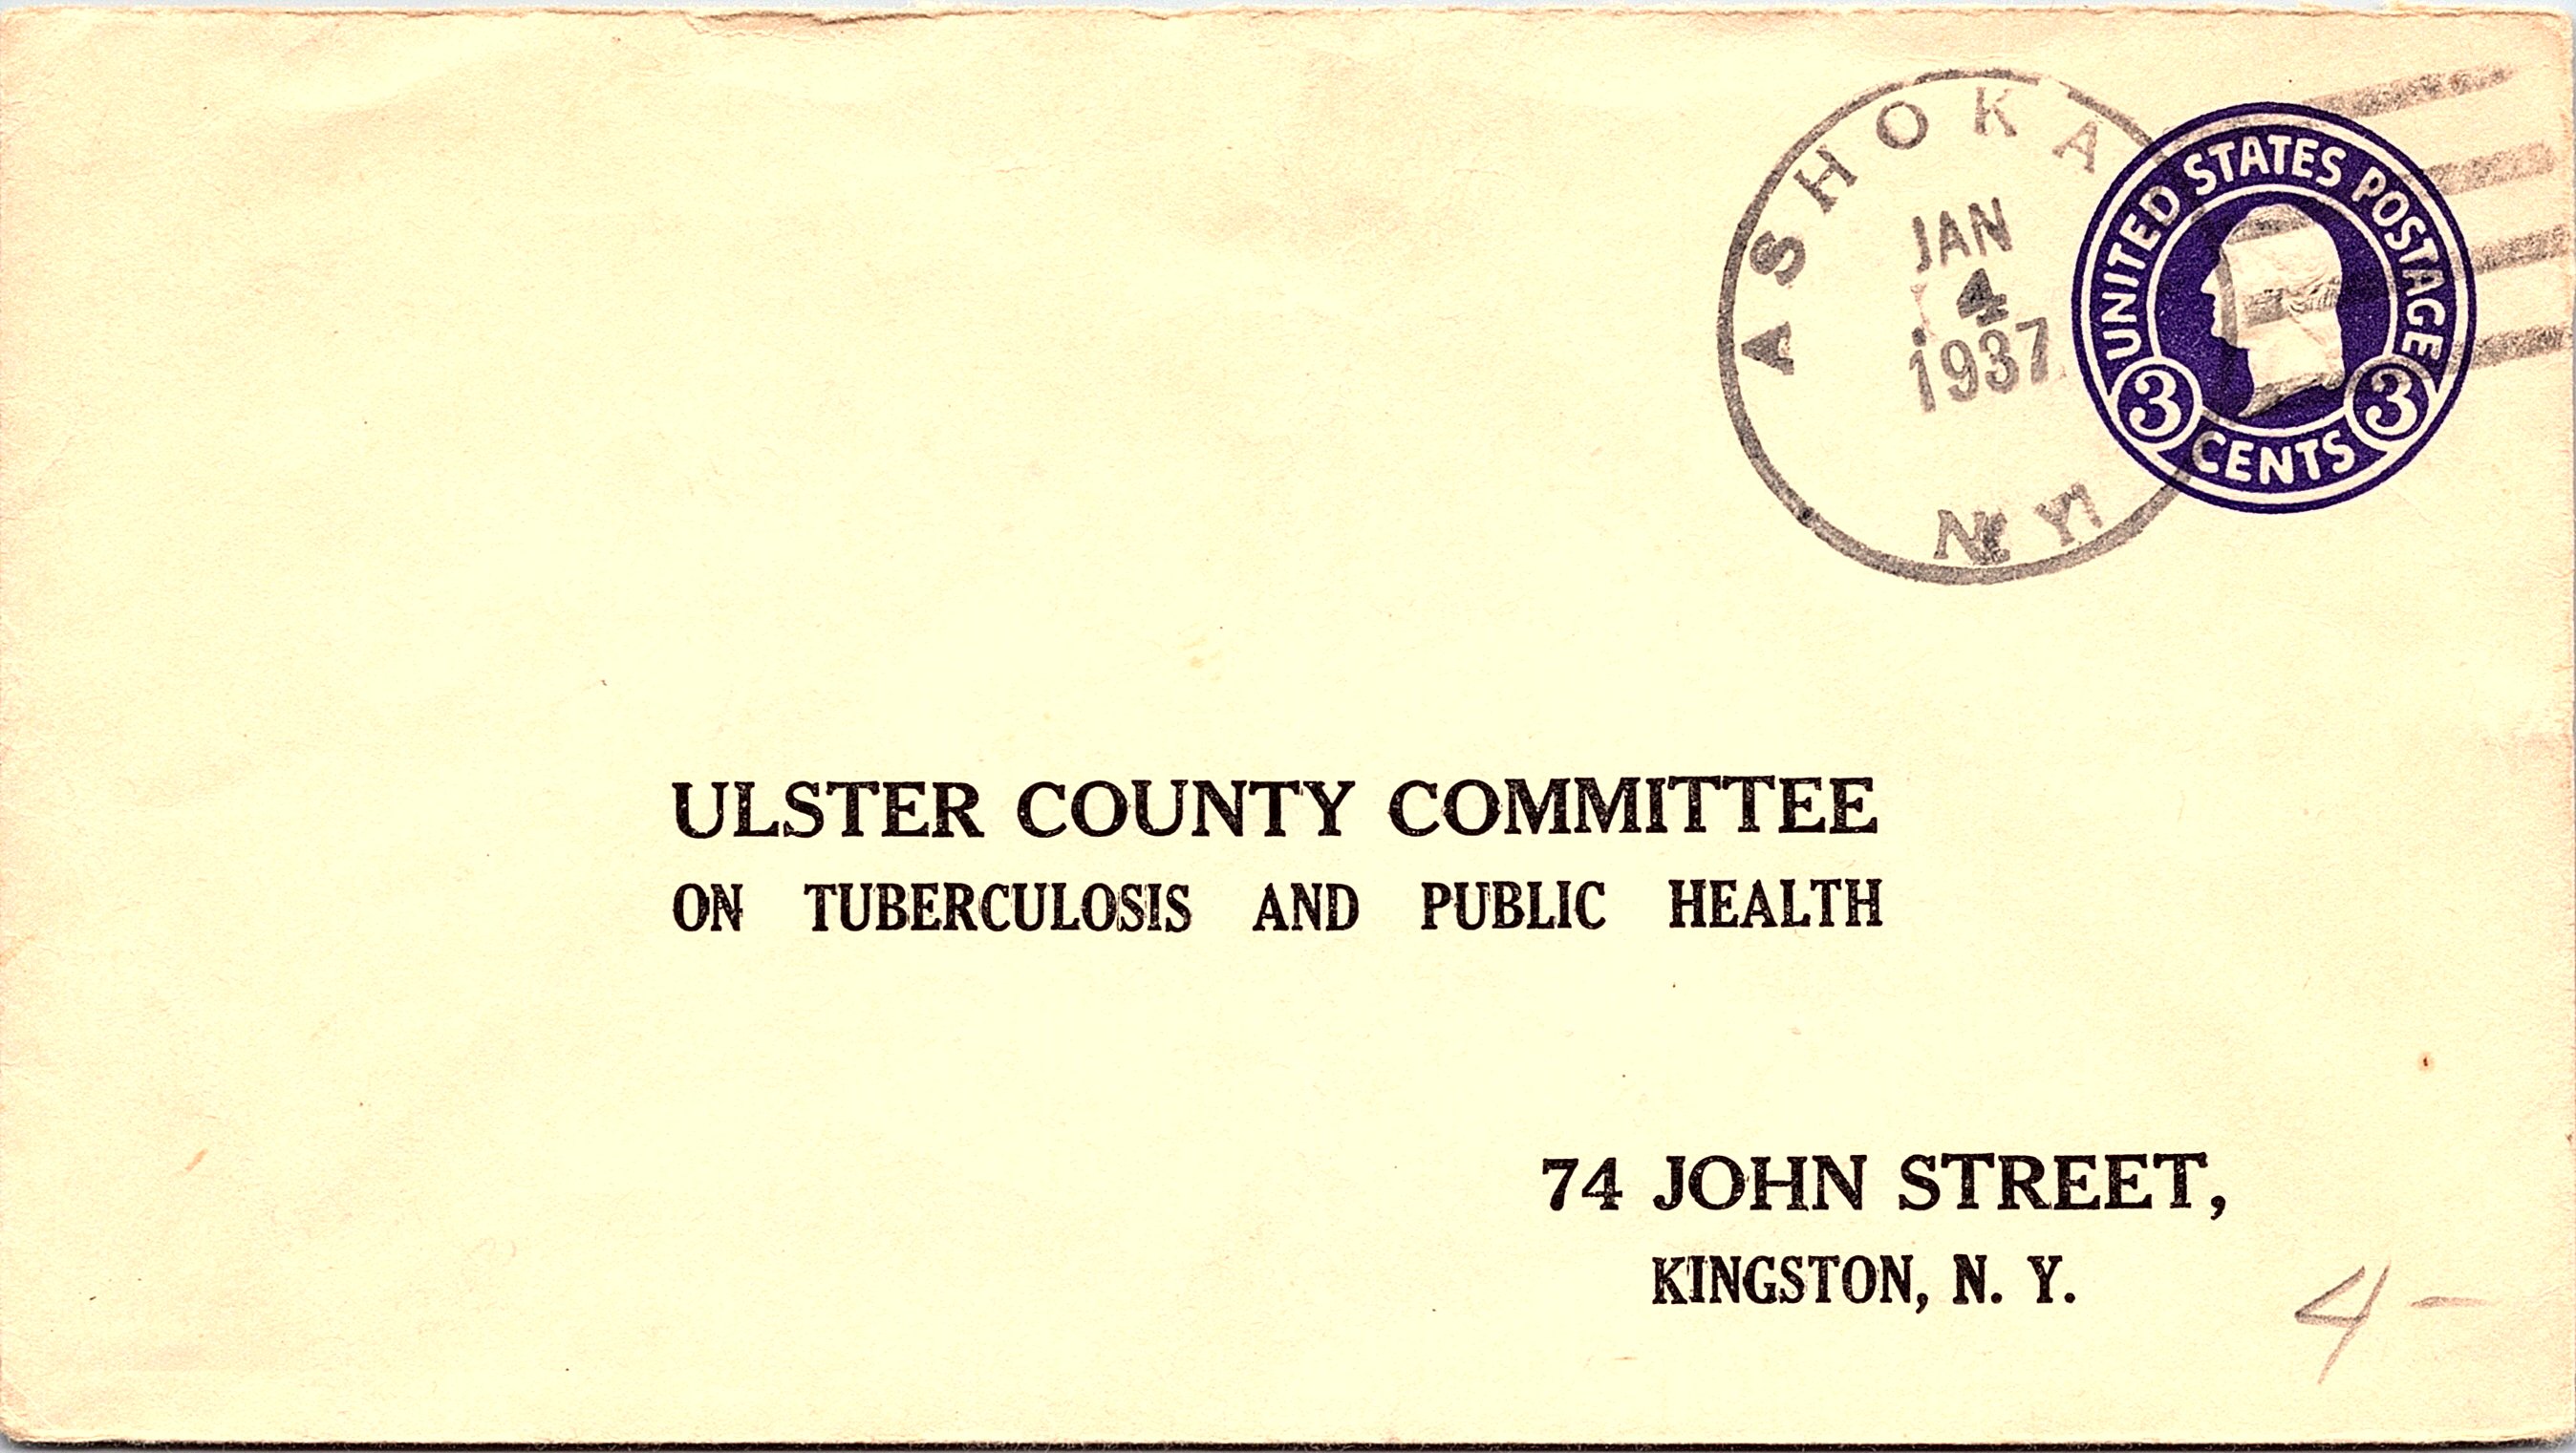 ASHOKA
JAN
4
1937
N. Y.
UNITED STATES POSTAGE
3 CENTS 3
ULSTER COUNTY COMMITTEE
ON TUBERCULOSIS AND PUBLIC HEALTH
74 JOHN STREET,
KINGSTON, N. Y.
4-